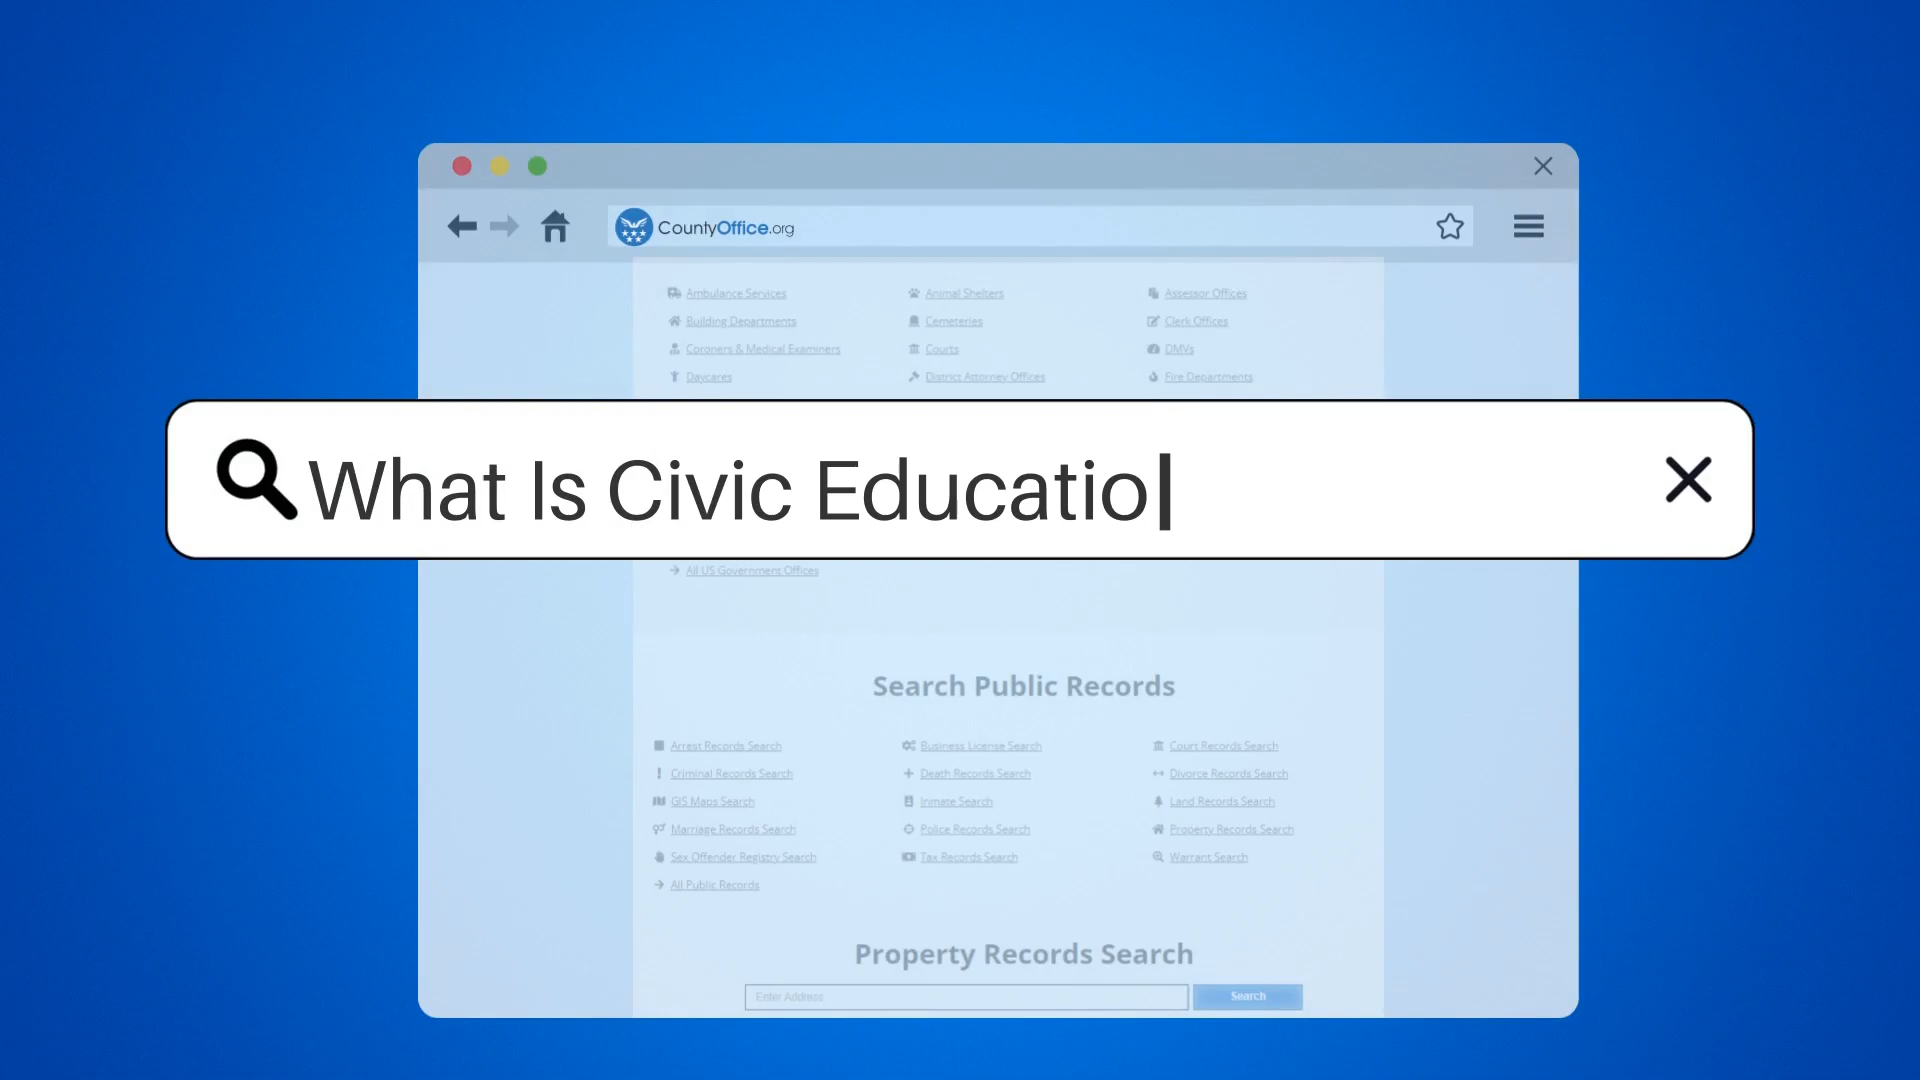 CountyOffice.org
Ambulance Services Animal Shelters Assessor Offices
Building Departments Cemeteries Clerk Offices
Coroners & Medical Examiners Courts DMVs
Daycares District Attorney Offices Fire Departments
What Is Civic Educatio
All US Government Offices
Search Public Records
Arrest Records Search Business License Search Court Records Search
Criminal Records Search Death Records Search Divorce Records Search
GIS Maps Search Inmate Search Land Records Search
Marriage Records Search Police Records Search Property Records Search
Sex Offender Registry Search Tax Records Search Warrant Search
All Public Records
Property Records Search
Enter Address Search